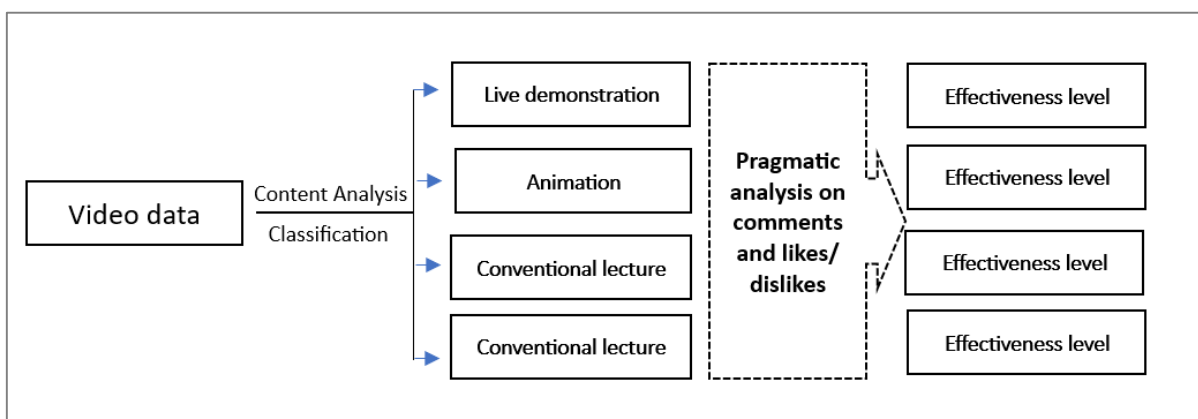 Video data
Content Analysis
Classification
Live demonstration
Animation
Conventional lecture
Conventional lecture
Pragmatic
analysis on
comments
and likes/
dislikes
Effectiveness level
Effectiveness level
Effectiveness level
Effectiveness level